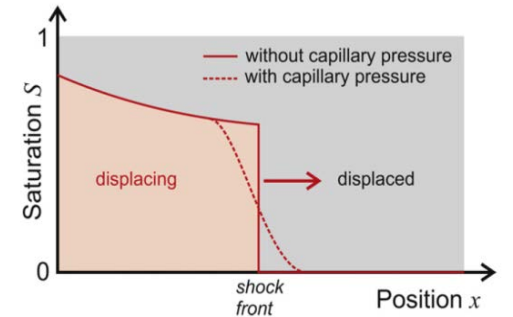 1
without capillary pressure
with capillary pressure
Saturation S
displacing
displaced
0
shock
front
Position x